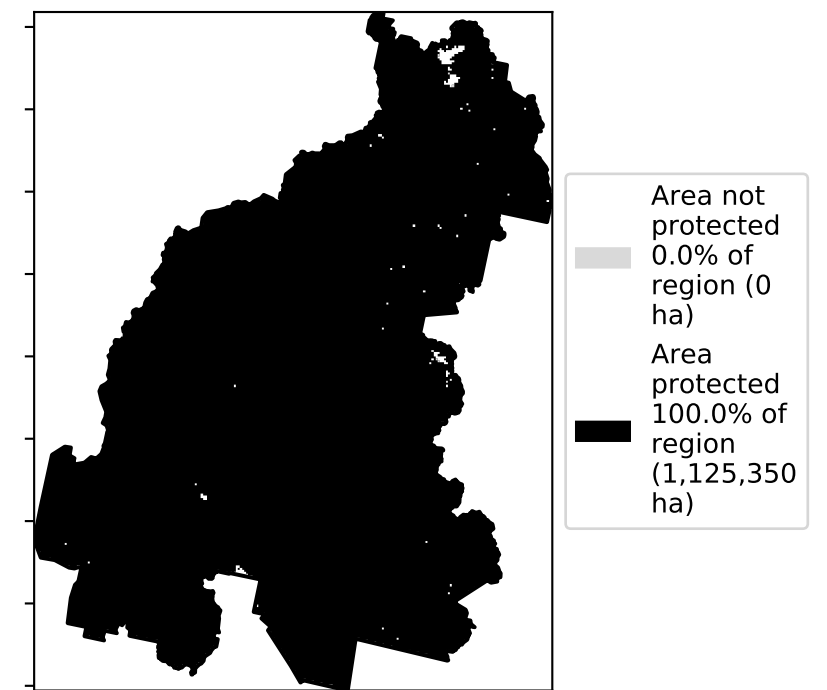 Area not
protected
0.0% of
region (0
ha)
Area
protected
100.0% of
region
(1,125,350
ha)